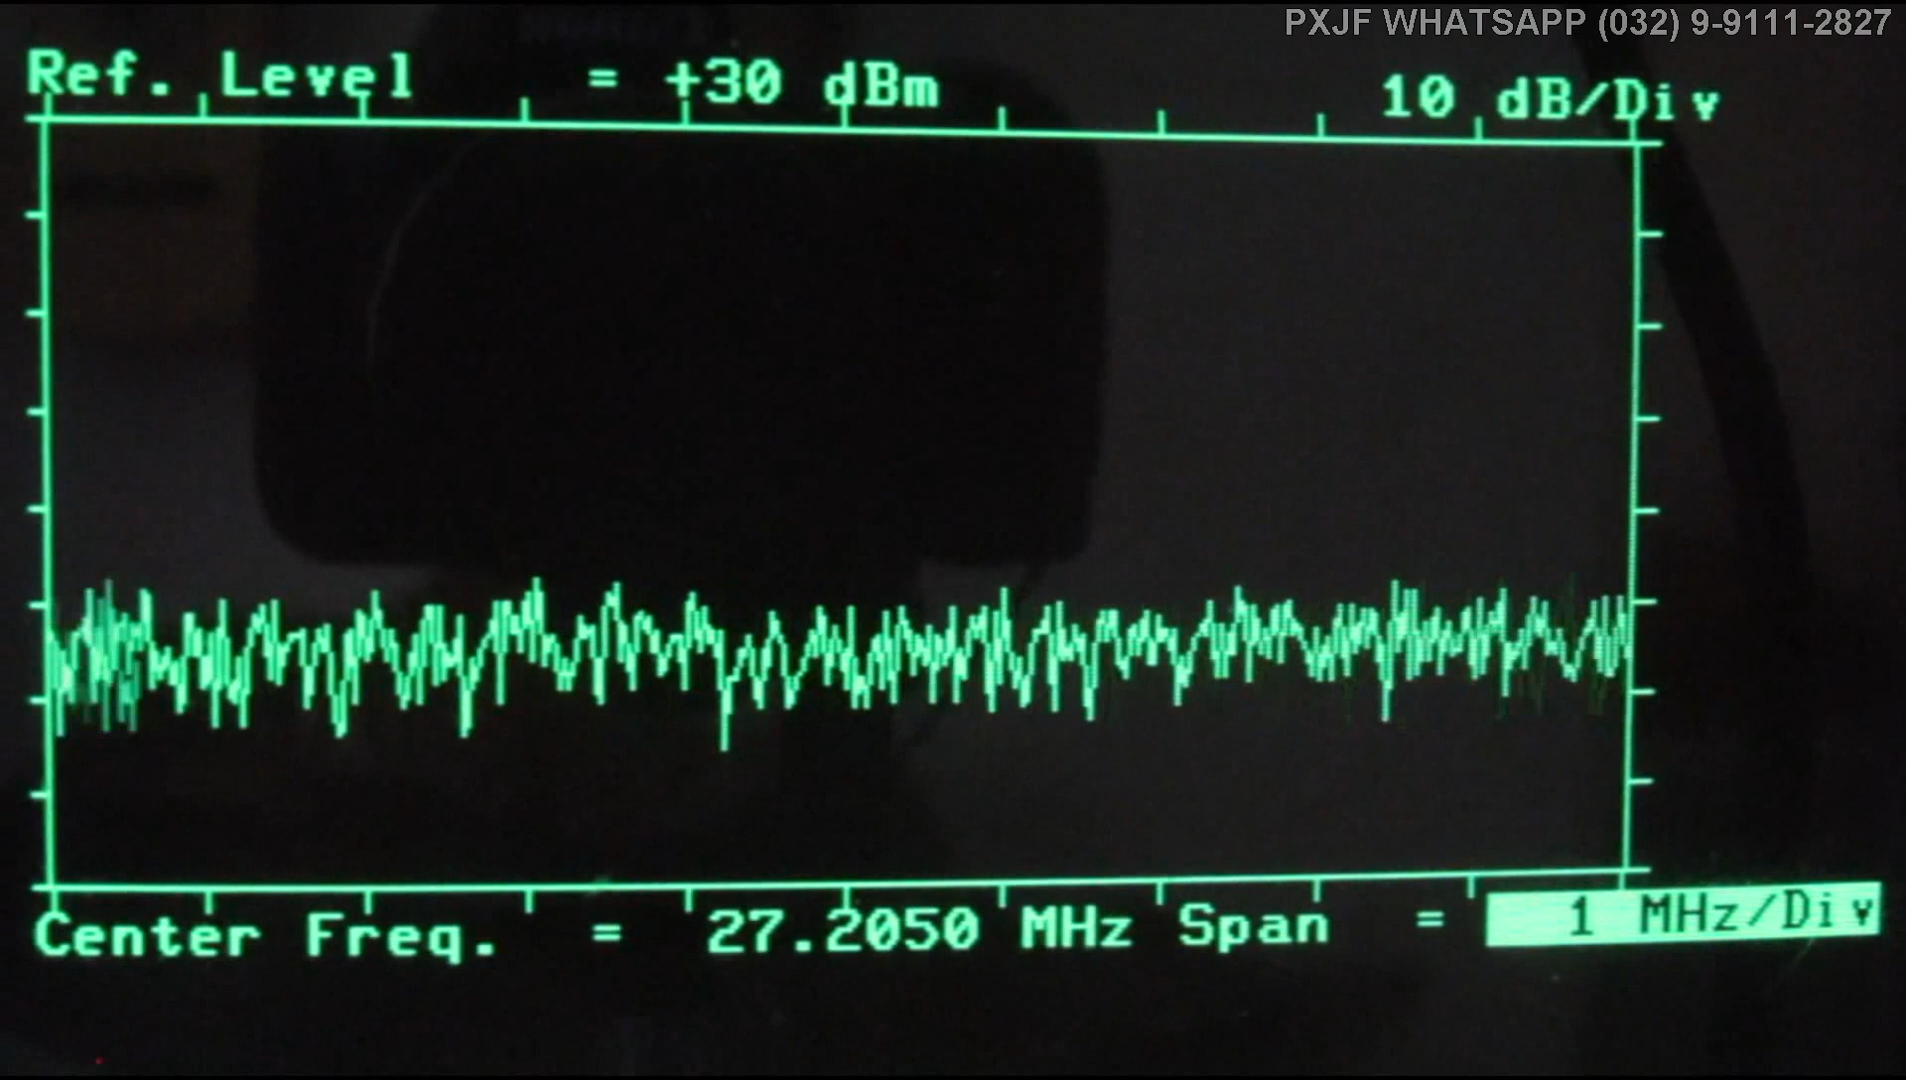 PXJF WHATSAPP (032) 9-9111-2827
Ref. Level = +30 dBm 10 dB/Div
Center Freq. = 27.2050 MHz Span = 1 MHz/Div